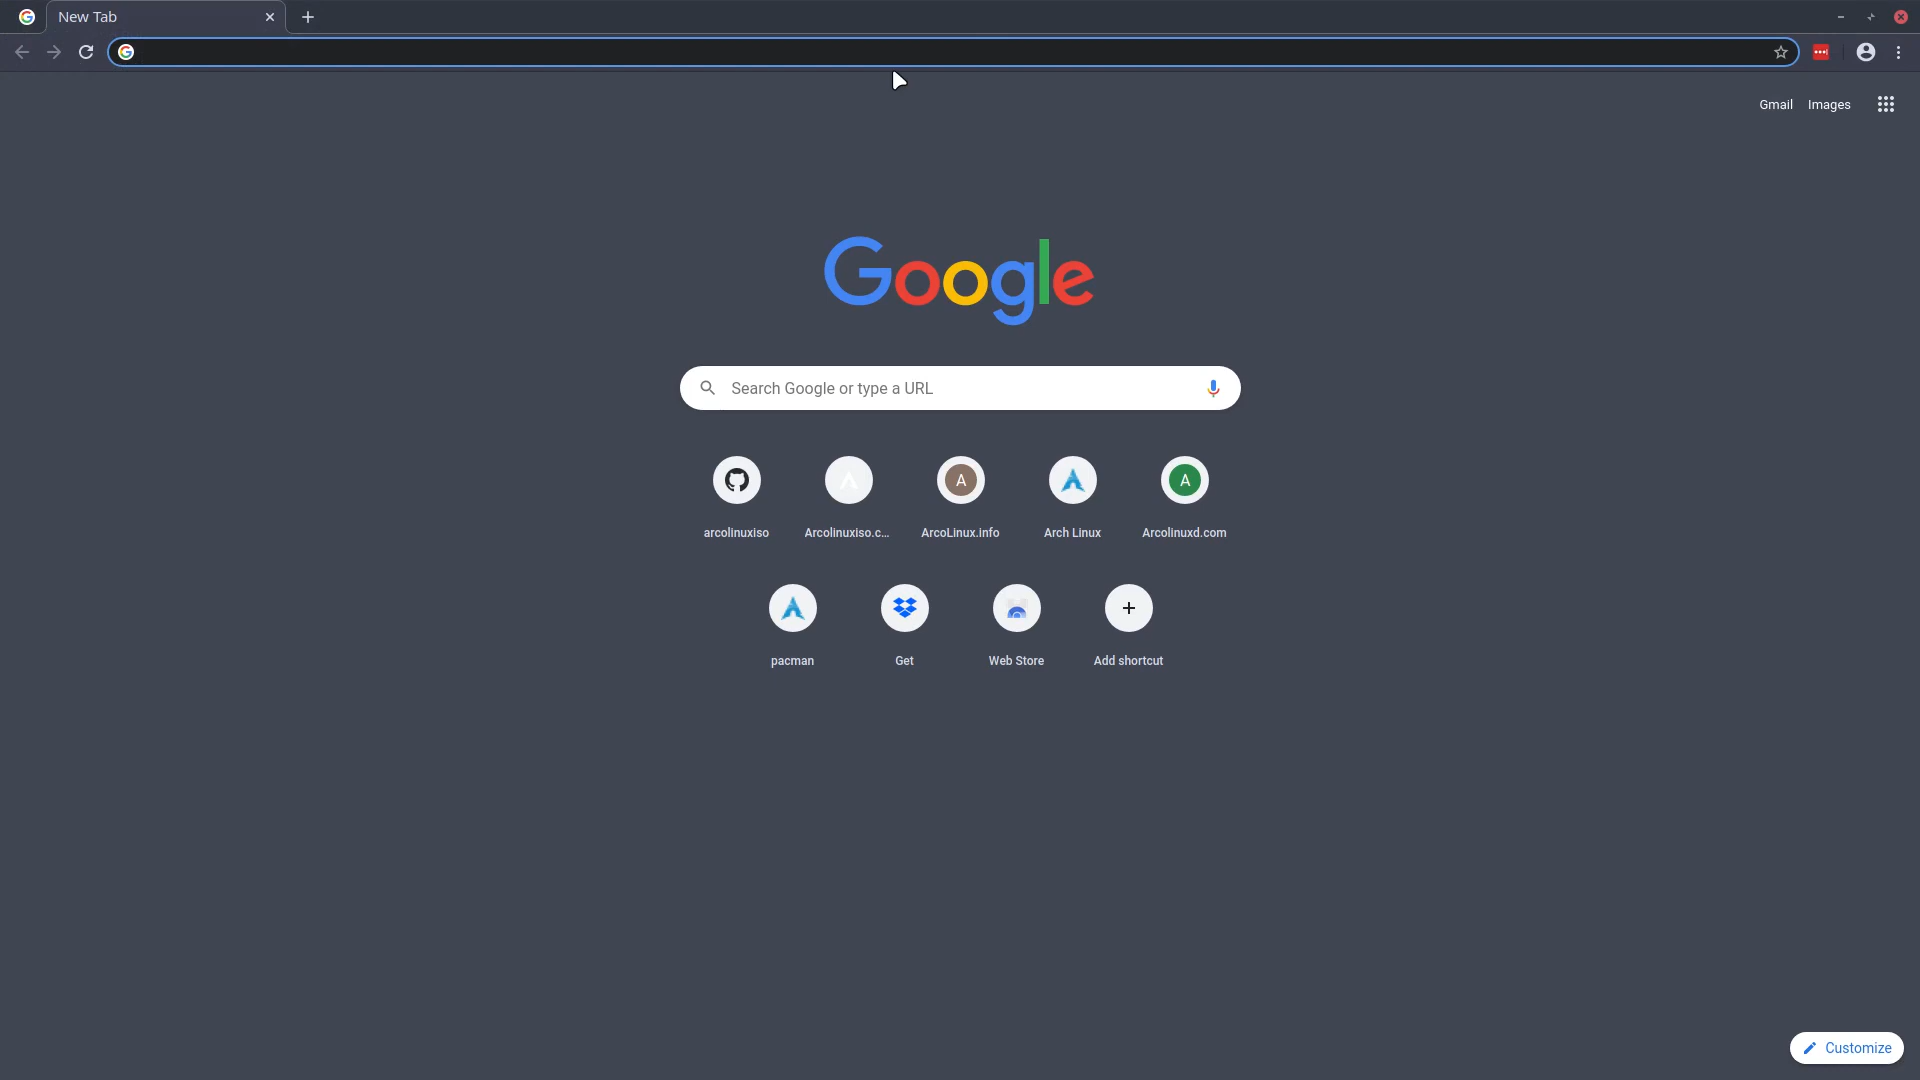 New Tab
Gmail Images
Google
Search Google or type a URL
A A
arcolinuxiso Arcolinuxiso.c... ArcoLinux.info Arch Linux Arcolinuxd.com
pacman Get Web Store Add shortcut
Customize